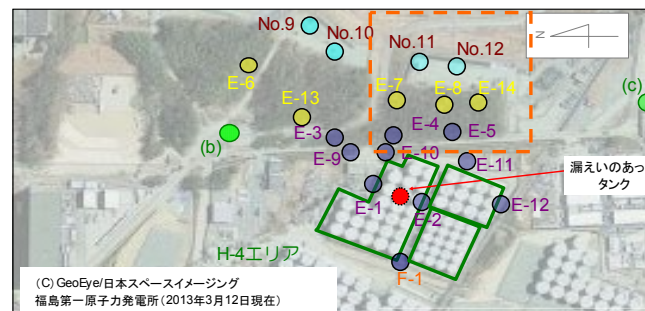 No.9
No.10
No.11
No.12
N
E-6
E-7
E-8
E-14
(c)
E-13
E-3
E-4
E-5
(b)
E-9
E-10
E-11
漏えいのあっ
タンク
E-1
E-2
E-12
H-4エリア
F-1
(C)GeoEye/日本スペースイメージング
福島第一原子力発電所(2013年3月12日現在)